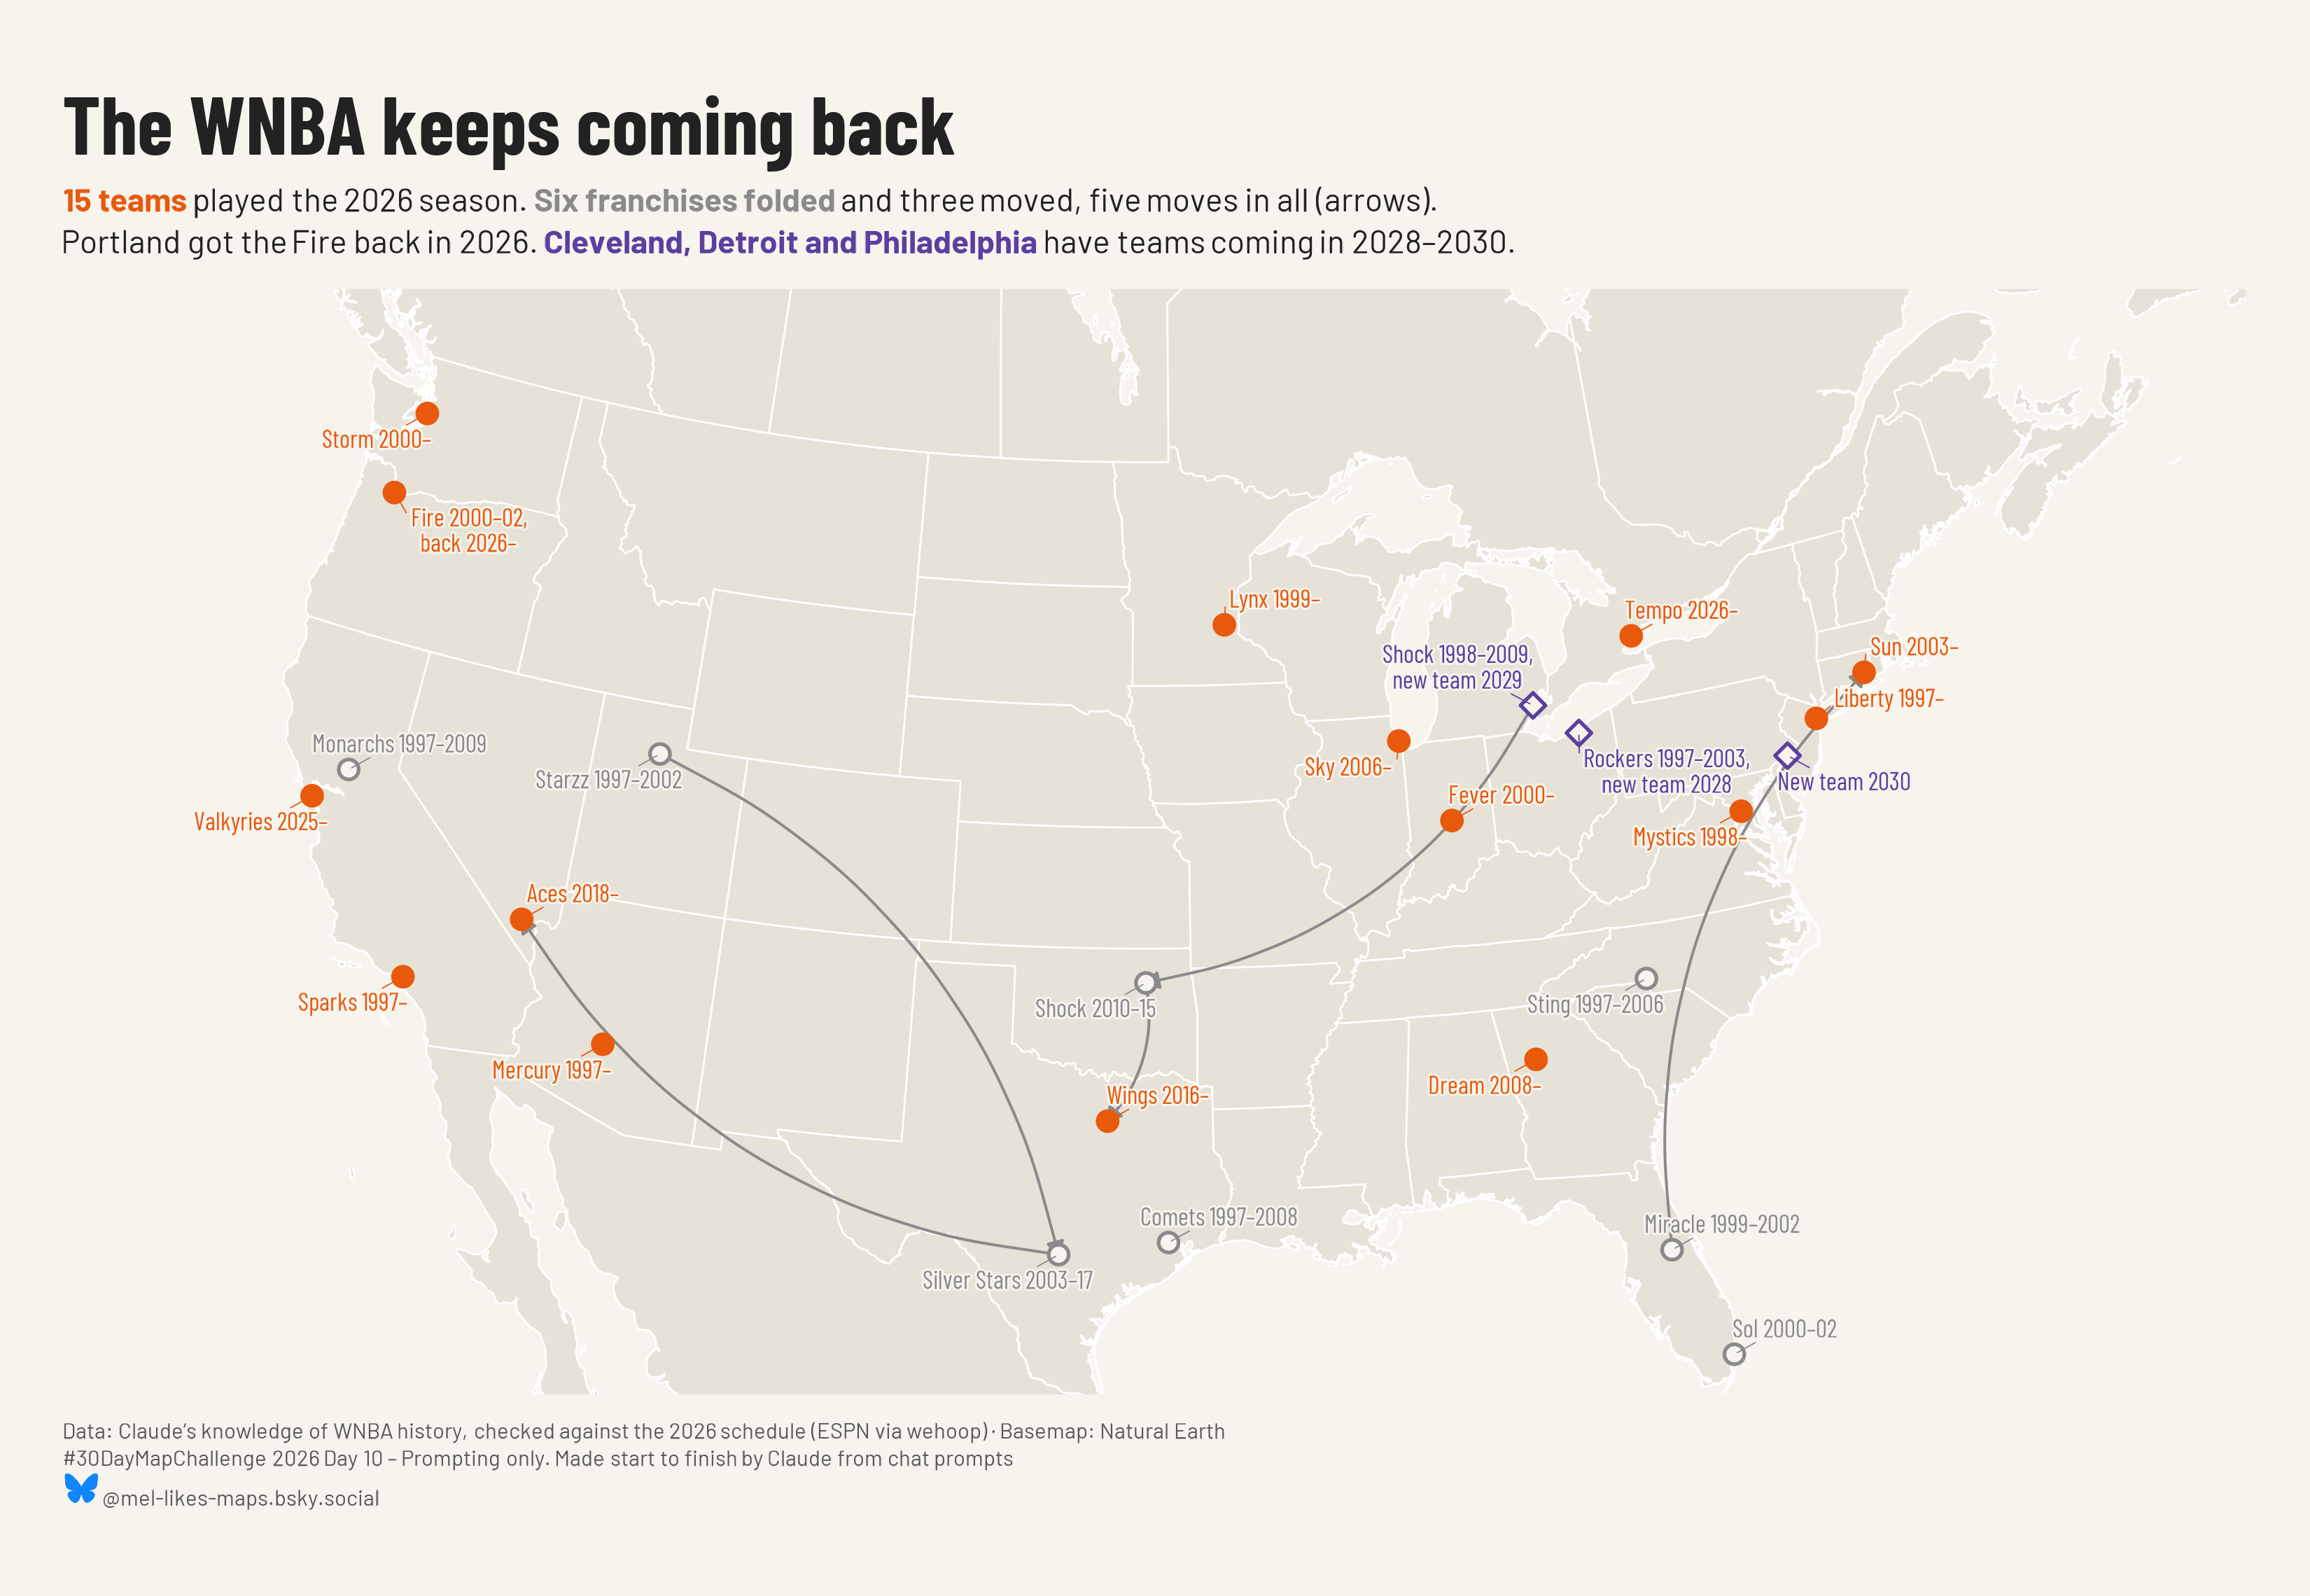 The WNBA keeps coming back
15 teams played the 2026 season. Six franchises folded and three moved, five moves in all (arrows).
Portland got the Fire back in 2026. Cleveland, Detroit and Philadelphia have teams coming in 2028–2030.
Storm 2000–
Fire 2000–02,
back 2026–
Lynx 1999–
Tempo 2026–
Sun 2003–
Shock 1998–2009,
new team 2029
Liberty 1997–
Monarchs 1997–2009
Starzz 1997–2002
Sky 2006–
Rockers 1997–2003,
new team 2028
New team 2030
Fever 2000–
Valkyries 2025–
Mystics 1998–
Aces 2018–
Sparks 1997–
Shock 2010–15
Sting 1997–2006
Mercury 1997–
Wings 2016–
Dream 2008–
Comets 1997–2008
Miracle 1999–2002
Silver Stars 2003–17
Sol 2000–02
Data: Claude’s knowledge of WNBA history, checked against the 2026 schedule (ESPN via wehoop) · Basemap: Natural Earth
#30DayMapChallenge 2026 Day 10 – Prompting only. Made start to finish by Claude from chat prompts
@mel-likes-maps.bsky.social